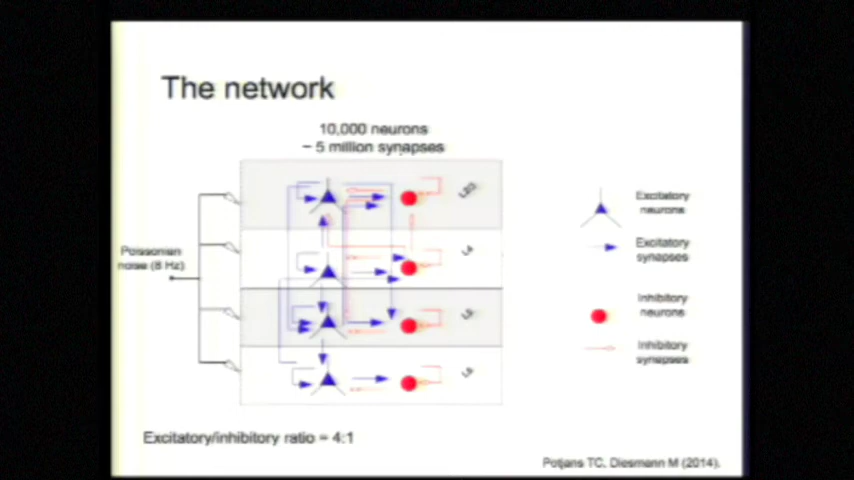 The network
10,000 neurons
~ 5 million synapses
L2/3
Excitatory
neurons
Poissonian
noise (8 Hz)
L4
Excitatory
synapses
L5
Inhibitory
neurons
L6
Inhibitory
synapses
Excitatory/inhibitory ratio = 4:1
Potjans TC, Diesmann M (2014).